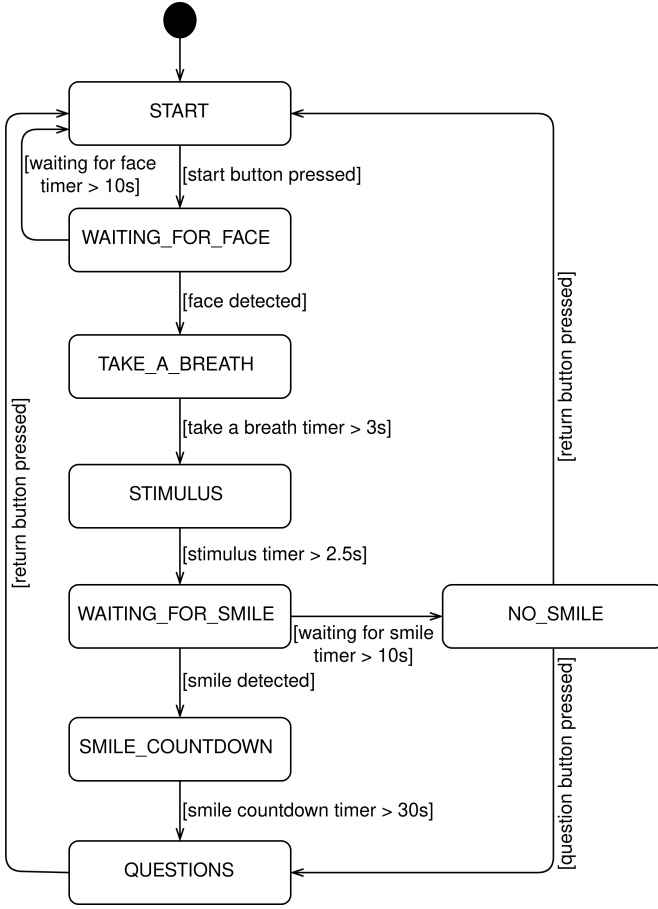 START
[waiting for face
timer > 10s]
[start button pressed]
WAITING_FOR_FACE
[face detected]
TAKE_A_BREATH
[take a breath timer > 3s]
STIMULUS
[stimulus timer > 2.5s]
WAITING_FOR_SMILE
[waiting for smile
timer > 10s]
NO_SMILE
[smile detected]
SMILE_COUNTDOWN
[smile countdown timer > 30s]
QUESTIONS
[return button pressed]
[return button pressed]
[question button pressed]